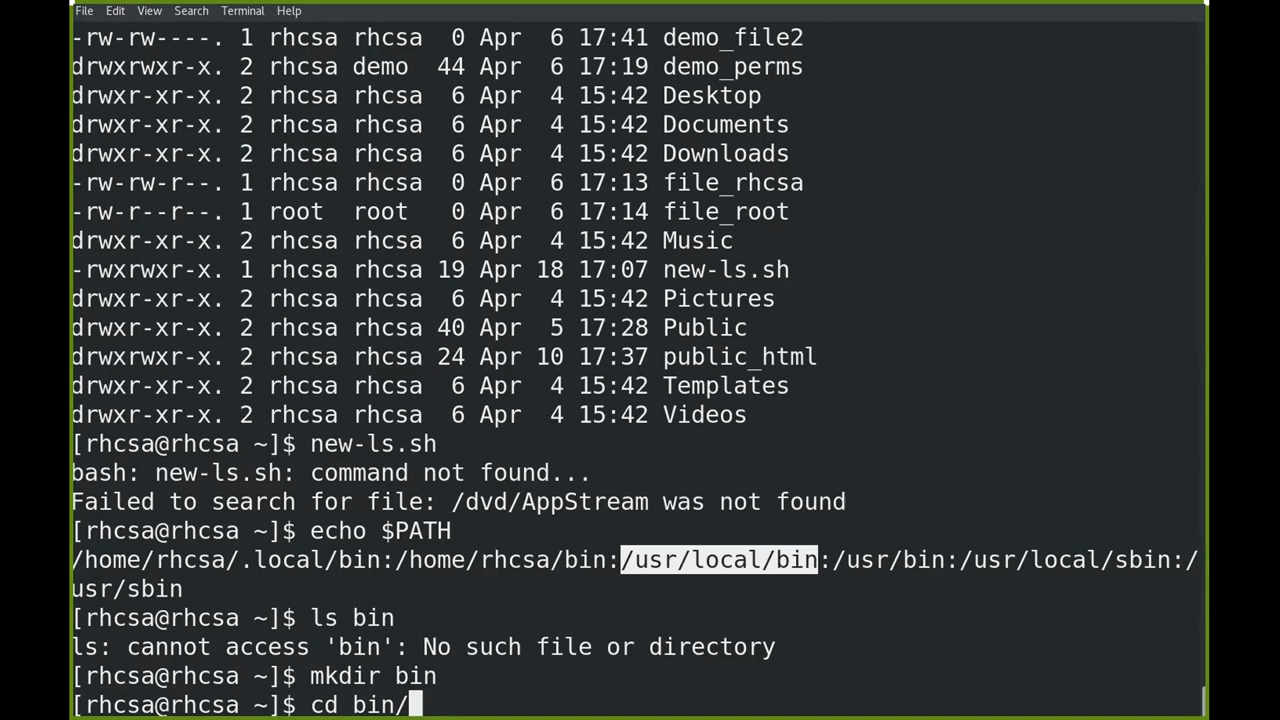 File Edit View Search Terminal Help
-rw-rw----. 1 rhcsa rhcsa  0 Apr  6 17:41 demo_file2
drwxrwxr-x. 2 rhcsa demo  44 Apr  6 17:19 demo_perms
drwxr-xr-x. 2 rhcsa rhcsa  6 Apr  4 15:42 Desktop
drwxr-xr-x. 2 rhcsa rhcsa  6 Apr  4 15:42 Documents
drwxr-xr-x. 2 rhcsa rhcsa  6 Apr  4 15:42 Downloads
-rw-rw-r--. 1 rhcsa rhcsa  0 Apr  6 17:13 file_rhcsa
-rw-r--r--. 1 root  root   0 Apr  6 17:14 file_root
drwxr-xr-x. 2 rhcsa rhcsa  6 Apr  4 15:42 Music
-rwxrwxr-x. 1 rhcsa rhcsa 19 Apr 18 17:07 new-ls.sh
drwxr-xr-x. 2 rhcsa rhcsa  6 Apr  4 15:42 Pictures
drwxr-xr-x. 2 rhcsa rhcsa 40 Apr  5 17:28 Public
drwxrwxr-x. 2 rhcsa rhcsa 24 Apr 10 17:37 public_html
drwxr-xr-x. 2 rhcsa rhcsa  6 Apr  4 15:42 Templates
drwxr-xr-x. 2 rhcsa rhcsa  6 Apr  4 15:42 Videos
[rhcsa@rhcsa ~]$ new-ls.sh
bash: new-ls.sh: command not found...
Failed to search for file: /dvd/AppStream was not found
[rhcsa@rhcsa ~]$ echo $PATH
/home/rhcsa/.local/bin:/home/rhcsa/bin:/usr/local/bin:/usr/bin:/usr/local/sbin:/
usr/sbin
[rhcsa@rhcsa ~]$ ls bin
ls: cannot access 'bin': No such file or directory
[rhcsa@rhcsa ~]$ mkdir bin
[rhcsa@rhcsa ~]$ cd bin/